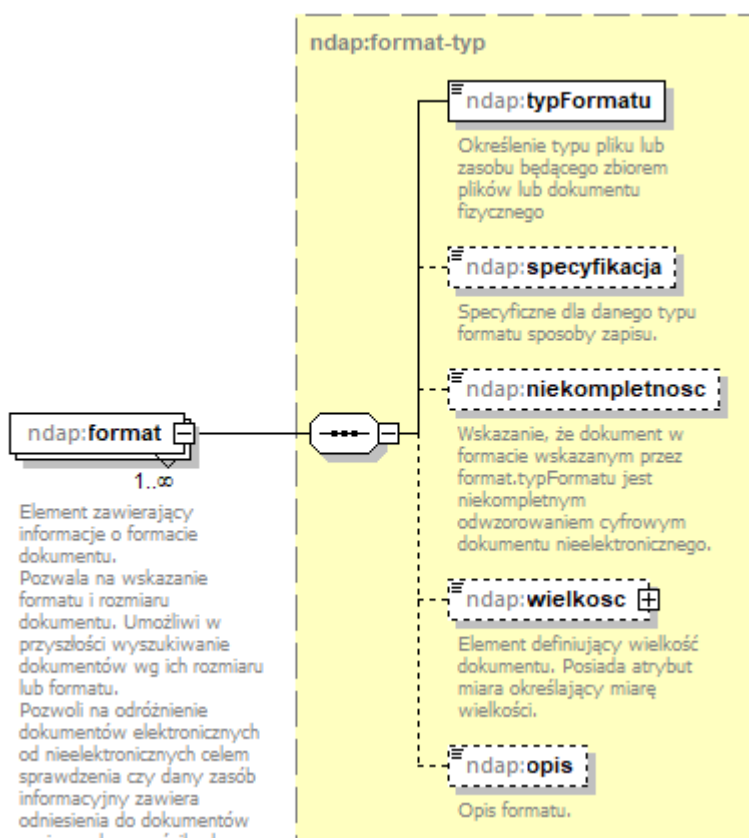 ndap:format-typ
ndap:typFormatu
Określenie typu pliku lub
zasobu będącego zbiorem
plików lub dokumentu
fizycznego
ndap:specyfikacja
Specyficzne dla danego typu
formatu sposoby zapisu.
ndap:niekompletnosc
Wskazanie, że dokument w
formacie wskazanym przez
format.typFormatu jest
niekompletnym
odwzorowaniem cyfrowym
dokumentu nieelektronicznego.
ndap:wielkosc
Element definiujący wielkość
dokumentu. Posiada atrybut
miara określający miarę
wielkości.
ndap:opis
Opis formatu.
ndap:format
1..∞
Element zawierający
informacje o formacie
dokumentu.
Pozwala na wskazanie
formatu i rozmiaru
dokumentu. Umożliwi w
przyszłości wyszukiwanie
dokumentów wg ich rozmiaru
lub formatu.
Pozwoli na odróżnienie
dokumentów elektronicznych
od nieelektronicznych celem
sprawdzenia czy dany zasób
informacyjny zawiera
odniesienia do dokumentów